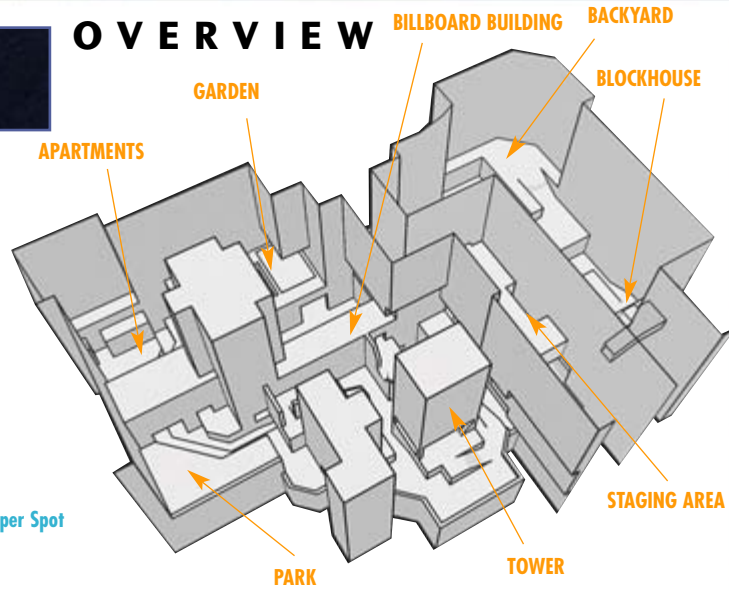 OVERVIEW
BILLBOARD BUILDING
BACKYARD
GARDEN
BLOCKHOUSE
APARTMENTS
per Spot
STAGING AREA
TOWER
PARK